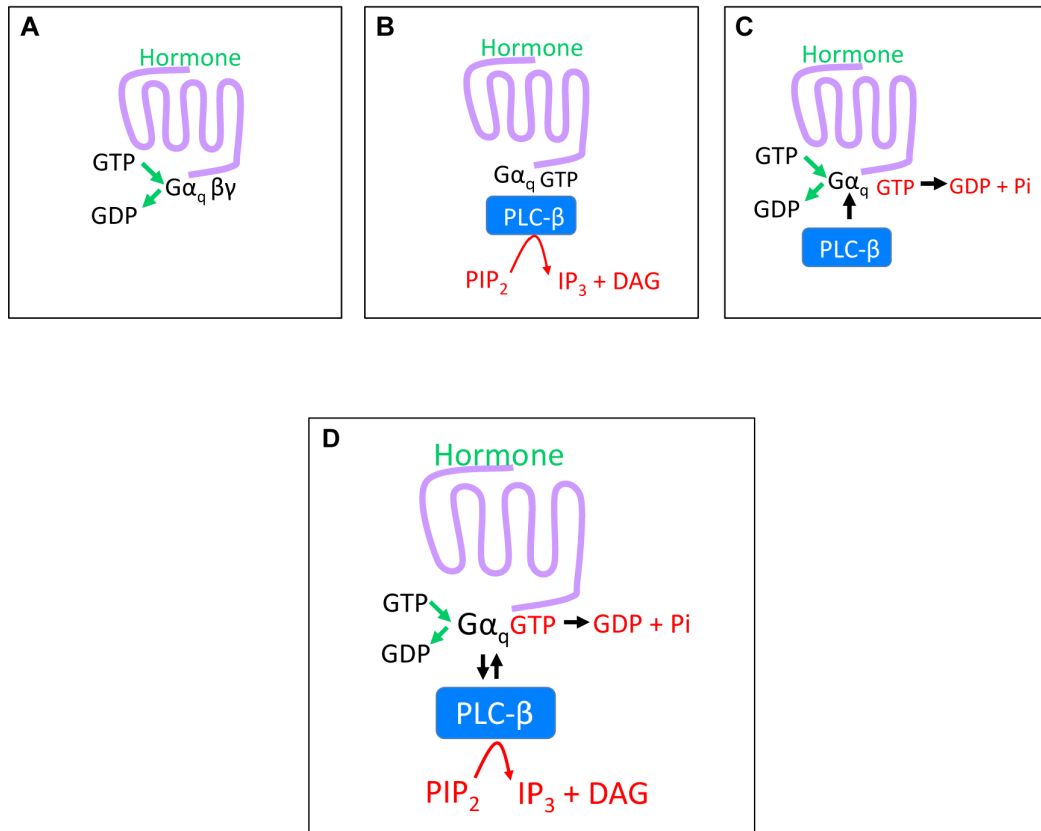 A
Hormone
GTP
Gαq βγ
GDP
B
Hormone
Gαq GTP
PLC-β
PIP2 IP3 + DAG
C
Hormone
GTP
Gαq GTP GDP + Pi
GDP
PLC-β
D
Hormone
GTP
Gαq GTP GDP + Pi
GDP
PLC-β
PIP2 IP3 + DAG